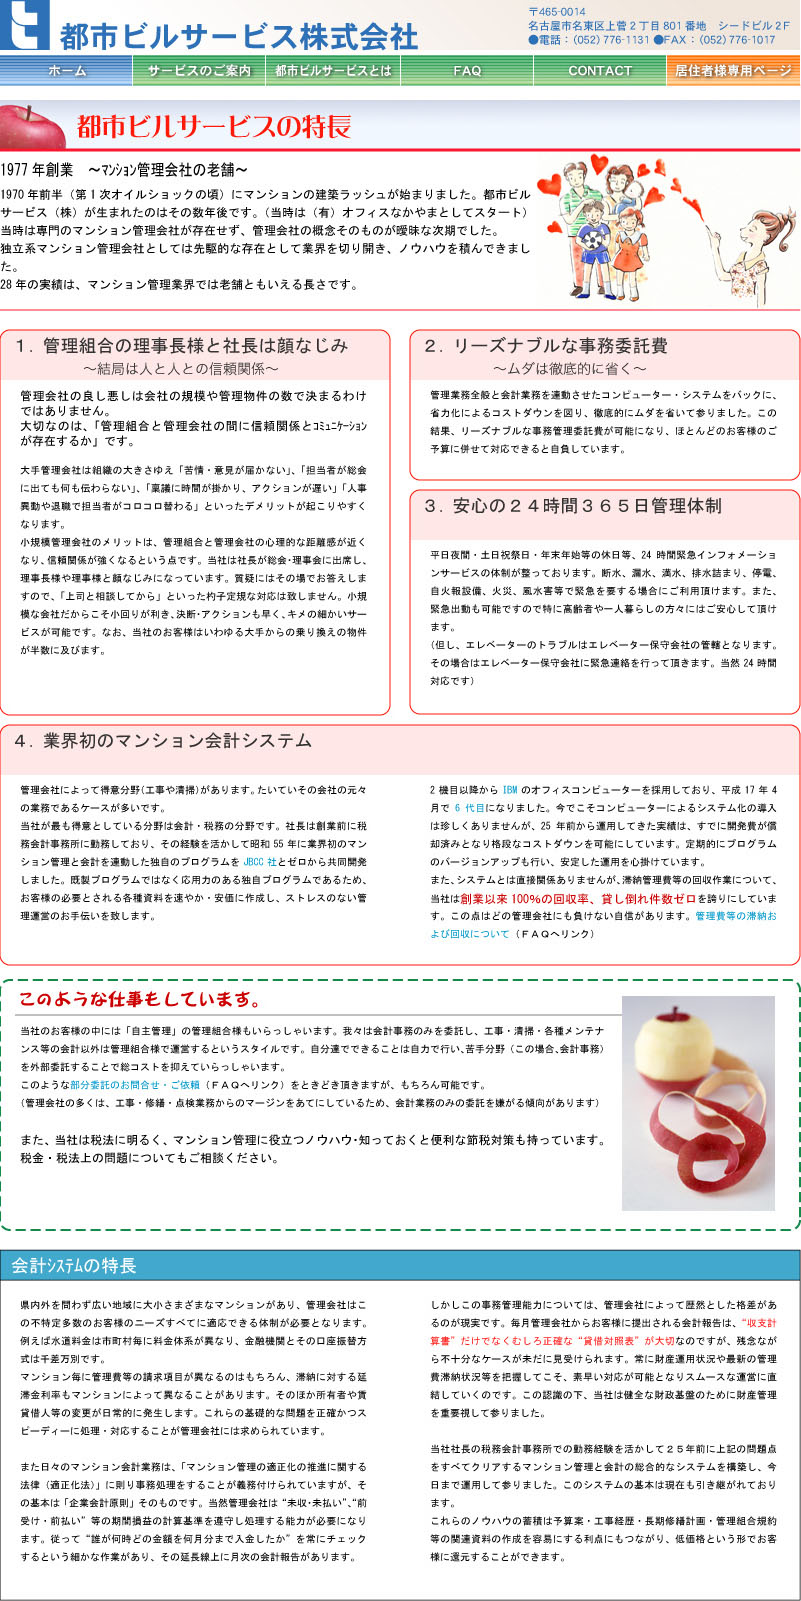 都市ビルサービス株式会社
〒465-0014
名古屋市名東区上菅2丁目801番地　シードビル2F
●電話：(052)776-1131 ●FAX：(052)776-1017
ホーム
サービスのご案内
都市ビルサービスとは
FAQ
CONTACT
居住者様専用ページ
都市ビルサービスの特長
1977年創業　～ﾏﾝｼｮﾝ管理会社の老舗～
1970年前半（第1次オイルショックの頃）にマンションの建築ラッシュが始まりました。都市ビル
サービス（株）が生まれたのはその数年後です。（当時は（有）オフィスなかやまとしてスタート）
当時は専門のマンション管理会社が存在せず、管理会社の概念そのものが曖昧な次期でした。
独立系マンション管理会社としては先駆的な存在として業界を切り開き、ノウハウを積んできまし
た。
28年の実績は、マンション管理業界では老舗ともいえる長さです。
１．管理組合の理事長様と社長は顔なじみ
～結局は人と人との信頼関係～
管理会社の良し悪しは会社の規模や管理物件の数で決まるわけ
ではありません。
大切なのは、「管理組合と管理会社の間に信頼関係とｺﾐｭﾆｹｰｼｮﾝ
が存在するか」です。
大手管理会社は組織の大きさゆえ「苦情・意見が届かない」、「担当者が総会
に出ても何も伝わらない」、「稟議に時間が掛かり、アクションが遅い」「人事
異動や退職で担当者がコロコロ替わる」といったデメリットが起こりやすく
なります。
小規模管理会社のメリットは、管理組合と管理会社の心理的な距離感が近く
なり、信頼関係が強くなるという点です。当社は社長が総会・理事会に出席し、
理事長様や理事様と顔なじみになっています。質疑にはその場でお答えしま
すので、「上司と相談してから」といった杓子定規な対応は致しません。小規
模な会社だからこそ小回りが利き、決断・アクションも早く、キメの細かいサー
ビスが可能です。なお、当社のお客様はいわゆる大手からの乗り換えの物件
が半数に及びます。
２．リーズナブルな事務委託費
～ムダは徹底的に省く～
管理業務全般と会計業務を連動させたコンピューター・システムをバックに、
省力化によるコストダウンを図り、徹底的にムダを省いて参りました。この
結果、リーズナブルな事務管理委託費が可能になり、ほとんどのお客様のご
予算に併せて対応できると自負しています。
３．安心の２４時間３６５日管理体制
平日夜間・土日祝祭日・年末年始等の休日等、24時間緊急インフォメーショ
ンサービスの体制が整っております。断水、漏水、満水、排水詰まり、停電、
自火報設備、火災、風水害等で緊急を要する場合にご利用頂けます。また、
緊急出動も可能ですので特に高齢者や一人暮らしの方々にはご安心して頂け
ます。
（但し、エレベーターのトラブルはエレベーター保守会社の管轄となります。
その場合はエレベーター保守会社に緊急連絡を行って頂きます。当然24時間
対応です）
４．業界初のマンション会計システム
管理会社によって得意分野（工事や清掃）があります。たいていその会社の元々
の業務であるケースが多いです。
当社が最も得意としている分野は会計・税務の分野です。社長は創業前に税
務会計事務所に勤務しており、その経験を活かして昭和55年に業界初のマン
ション管理と会計を連動した独自のプログラムを JBCC 社とゼロから共同開発
しました。既製プログラムではなく応用力のある独自プログラムであるため、
お客様の必要とされる各種資料を速やか・安価に作成し、ストレスのない管
理運営のお手伝いを致します。
2機目以降から IBM のオフィスコンピューターを採用しており、平成17年4
月で 6 代目になりました。今でこそコンピューターによるシステム化の導入
は珍しくありませんが、25年前から運用してきた実績は、すでに開発費が償
却済みとなり格段なコストダウンを可能にしています。定期的にプログラム
のバージョンアップも行い、安定した運用を心掛けています。
また、システムとは直接関係ありませんが、滞納管理費等の回収作業について、
当社は創業以来100%の回収率、貸し倒れ件数ゼロを誇りにしていま
す。この点はどの管理会社にも負けない自信があります。管理費等の滞納お
よび回収について（ＦＡＱへリンク）
このような仕事もしています。
当社のお客様の中には「自主管理」の管理組合様もいらっしゃいます。我々は会計事務のみを委託し、工事・清掃・各種メンテナ
ンス等の会計以外は管理組合様で運営するというスタイルです。自分達でできることは自力で行い、苦手分野（この場合、会計事務）
を外部委託することで総コストを抑えていらっしゃいます。
このような部分委託のお問合せ・ご依頼（ＦＡＱへリンク）をときどき頂きますが、もちろん可能です。
（管理会社の多くは、工事・修繕・点検業務からのマージンをあてにしているため、会計業務のみの委託を嫌がる傾向があります）
また、当社は税法に明るく、マンション管理に役立つノウハウ・知っておくと便利な節税対策も持っています。
税金・税法上の問題についてもご相談ください。
会計ｼｽﾃﾑの特長
県内外を問わず広い地域に大小さまざまなマンションがあり、管理会社はこ
の不特定多数のお客様のニーズすべてに適応できる体制が必要となります。
例えば水道料金は市町村毎に料金体系が異なり、金融機関とその口座振替方
式は千差万別です。
マンション毎に管理費等の請求項目が異なるのはもちろん、滞納に対する延
滞金利率もマンションによって異なることがあります。そのほか所有者や賃
貸借人等の変更が日常的に発生します。これらの基礎的な問題を正確かつス
ピーディーに処理・対応することが管理会社には求められています。
また日々のマンション会計業務は、「マンション管理の適正化の推進に関する
法律（適正化法）」に則り事務処理をすることが義務付けられていますが、そ
の基本は「企業会計原則」そのものです。当然管理会社は“未収・未払い”、“前
受け・前払い”等の期間損益の計算基準を遵守し処理する能力が必要になり
ます。従って“誰が何時どの金額を何月分まで入金したか”を常にチェック
するという細かな作業があり、その延長線上に月次の会計報告があります。
しかしこの事務管理能力については、管理会社によって歴然とした格差があ
るのが現実です。毎月管理会社からお客様に提出される会計報告は、“収支計
算書”だけでなくむしろ正確な“貸借対照表”が大切なのですが、残念なが
ら不十分なケースが未だに見受けられます。常に財産運用状況や最新の管理
費滞納状況等を把握してこそ、素早い対応が可能となりスムースな運営に直
結していくのです。この認識の下、当社は健全な財政基盤のために財産管理
を重要視して参りました。
当社社長の税務会計事務所での勤務経験を活かして２５年前に上記の問題点
をすべてクリアするマンション管理と会計の総合的なシステムを構築し、今
日まで運用して参りました。このシステムの基本は現在も引き継がれており
ます。
これらのノウハウの蓄積は予算案・工事経歴・長期修繕計画・管理組合規約
等の関連資料の作成を容易にする利点にもつながり、低価格という形でお客
様に還元することができます。